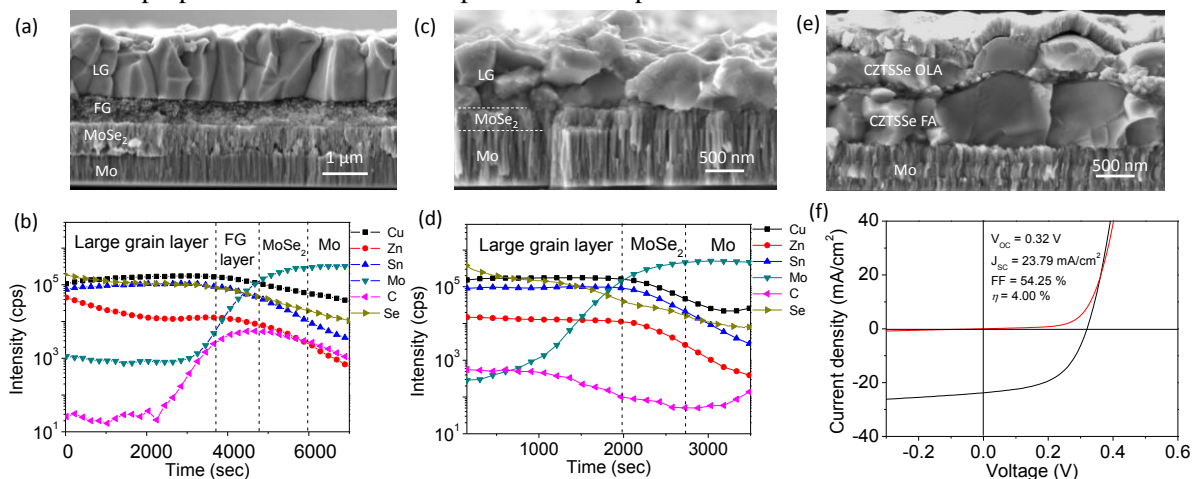 (a)
LG
FG
MoSe2
Mo
1 µm
(c)
LG
MoSe2
Mo
500 nm
(e)
CZTSSe OLA
CZTSSe FA
Mo
500 nm
(b)
Large grain layer
FG
layer
MoSe2
Mo
Cu
Zn
Sn
Mo
C
Se
10^5
10^3
10^1
Intensity (cps)
0 2000 4000 6000
Time (sec)
(d)
Large grain layer
MoSe2
Mo
Cu
Zn
Sn
Mo
C
Se
10^5
10^3
10^1
Intensity (cps)
1000 2000 3000
Time (sec)
(f)
VOC = 0.32 V
JSC = 23.79 mA/cm2
FF = 54.25 %
η = 4.00 %
40
20
0
-20
-40
Current density (mA/cm2)
0.0 0.2 0.4 0.6
Voltage (V)